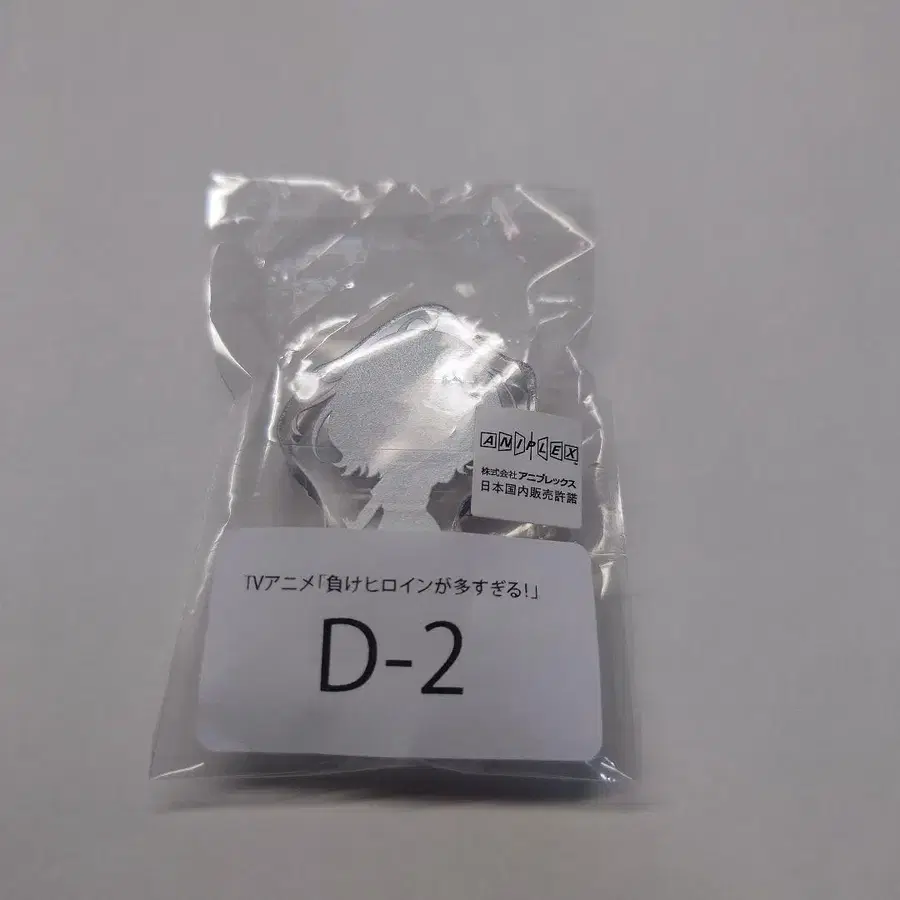 ANIPLEX
株式会社アニプレックス
日本国内販売許諾
TVアニメ「負けヒロインが多すぎる!」
D-2